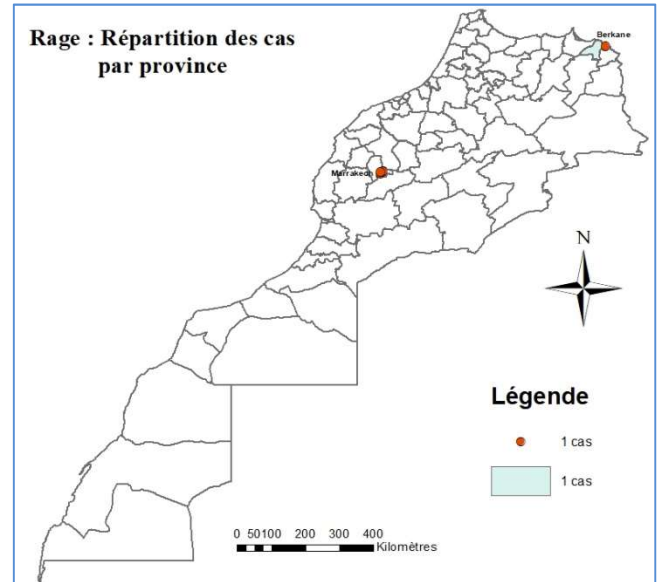 Rage : Répartition des cas
par province
Berkane
Marrakech
N
Légende
1 cas
1 cas
0 50100 200 300 400
Kilomètres